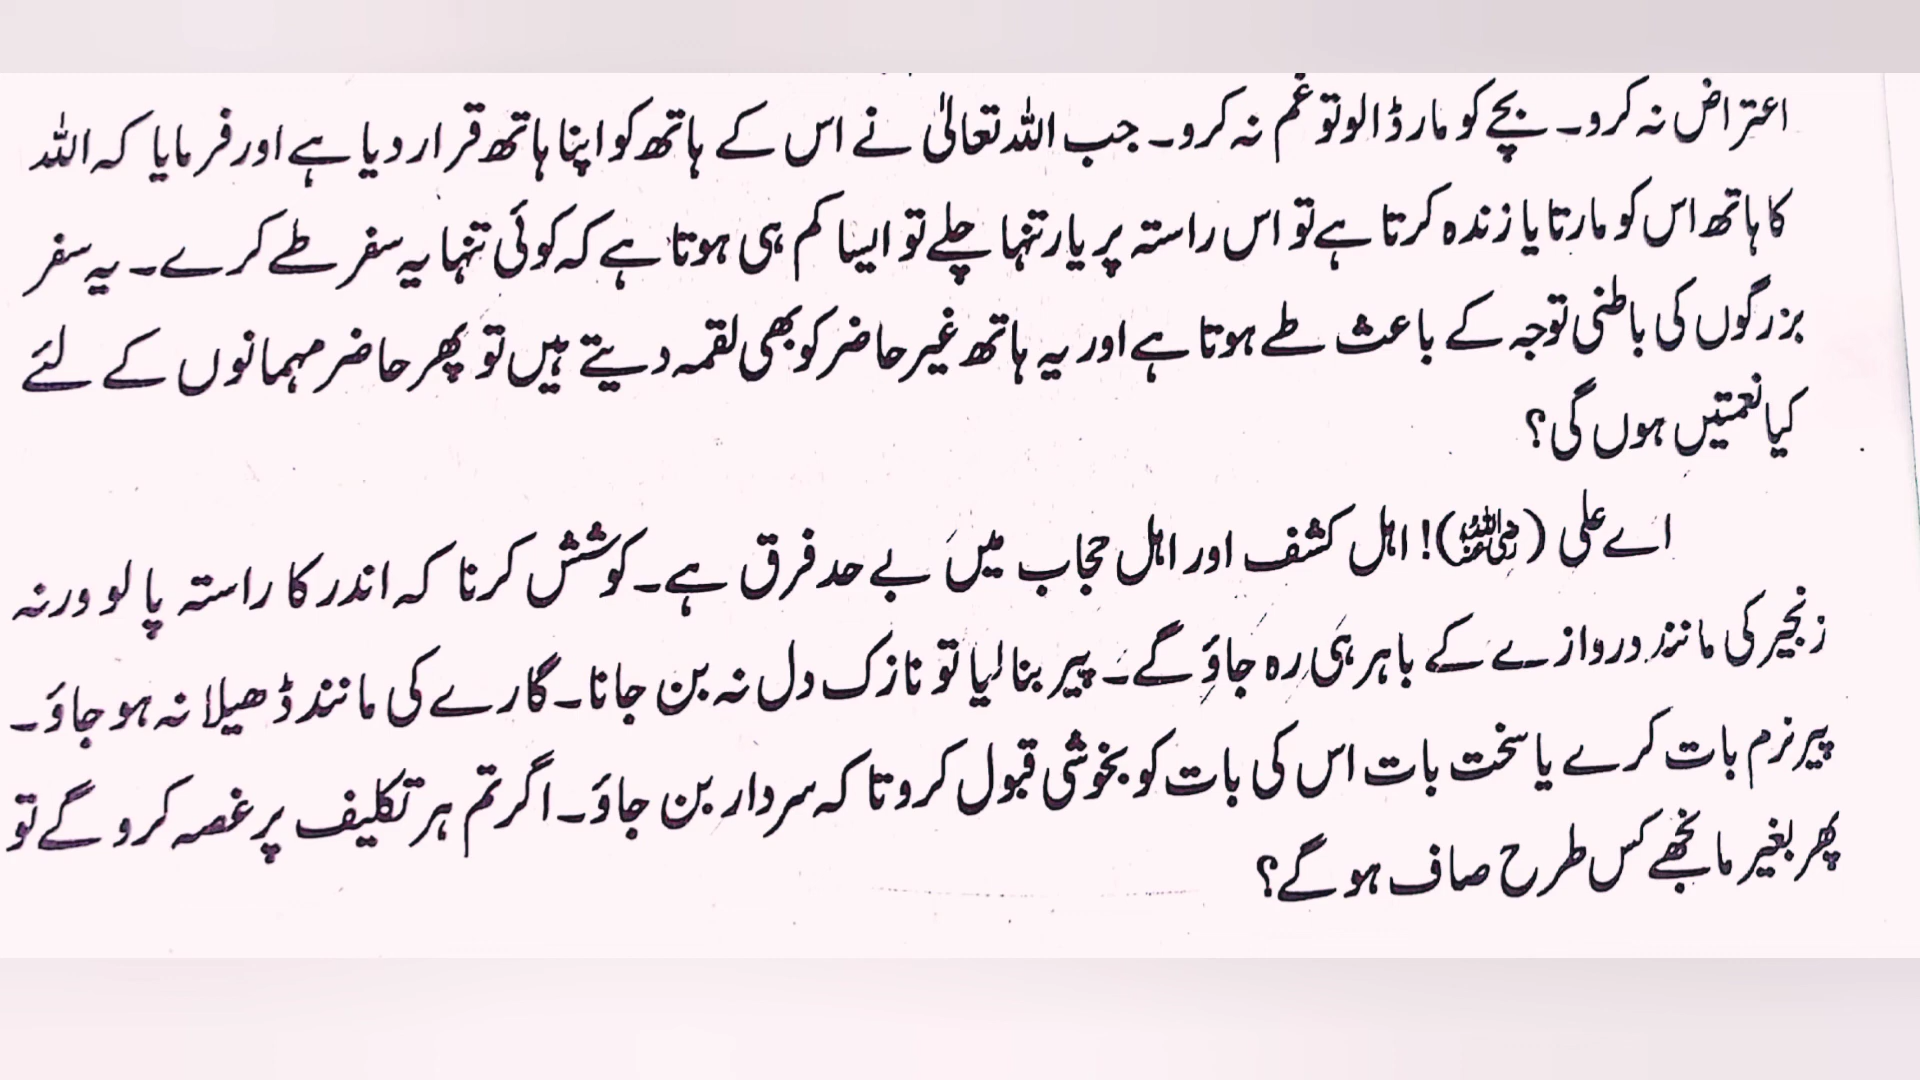 اعتراض نہ کرو۔ بچے کو مار ڈالو تو غم نہ کرو۔ جب اللہ تعالیٰ نے اس کے ہاتھ کو اپنا ہاتھ قرار دیا ہے اور فرمایا کہ اللہ
کا ہاتھ اس کو مارتا یا زندہ کرتا ہے تو اس راستہ پر یار تنہا چلے تو ایسا کم ہی ہوتا ہے کہ کوئی تنہا یہ سفر طے کرے۔ یہ سفر
بزرگوں کی باطنی توجہ کے باعث طے ہوتا ہے اور یہ ہاتھ غیر حاضر کو بھی لقمہ دیتے ہیں تو پھر حاضر مہمانوں کے لئے
کیا نعمتیں ہوں گی؟
اے علی (رضی اللہ عنہ)! اہل کشف اور اہل حجاب میں بے حد فرق ہے۔ کوشش کرنا کہ اندر کا راستہ پا لو ورنہ
زنجیر کی مانند دروازے کے باہر ہی رہ جاؤ گے۔ پیر بنا لیا تو نازک دل نہ بن جانا۔ گارے کی مانند ڈھیلا نہ ہو جاؤ۔
پیر نرم بات کرے یا سخت بات اس کی بات کو بخوشی قبول کرو تا کہ سردار بن جاؤ۔ اگر تم ہر تکلیف پر غصہ کرو گے تو
پھر بغیر مانجھے کس طرح صاف ہو گے؟